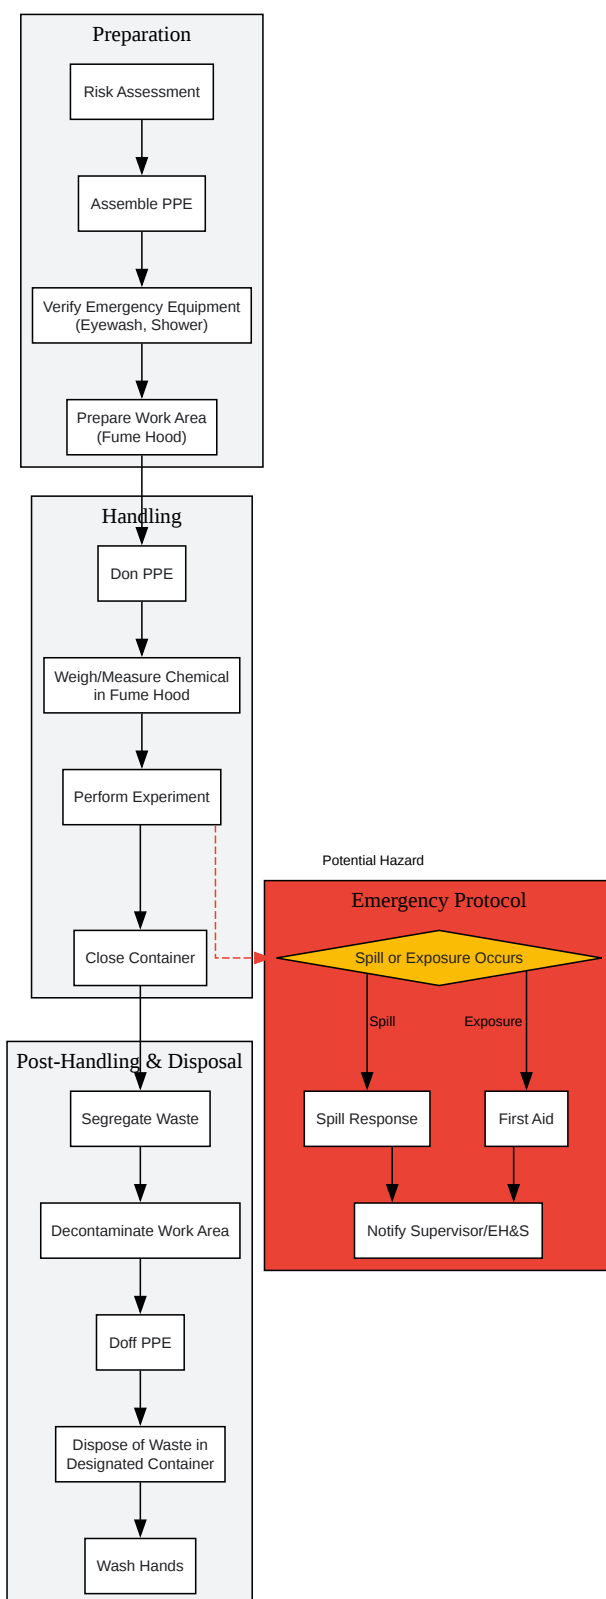 Preparation
Risk Assessment
Assemble PPE
Verify Emergency Equipment
(Eyewash, Shower)
Prepare Work Area
(Fume Hood)
Handling
Don PPE
Weigh/Measure Chemical
in Fume Hood
Perform Experiment
Close Container
Potential Hazard
Emergency Protocol
Spill or Exposure Occurs
Spill
Exposure
Spill Response
First Aid
Notify Supervisor/EH&S
Post-Handling & Disposal
Segregate Waste
Decontaminate Work Area
Doff PPE
Dispose of Waste in
Designated Container
Wash Hands